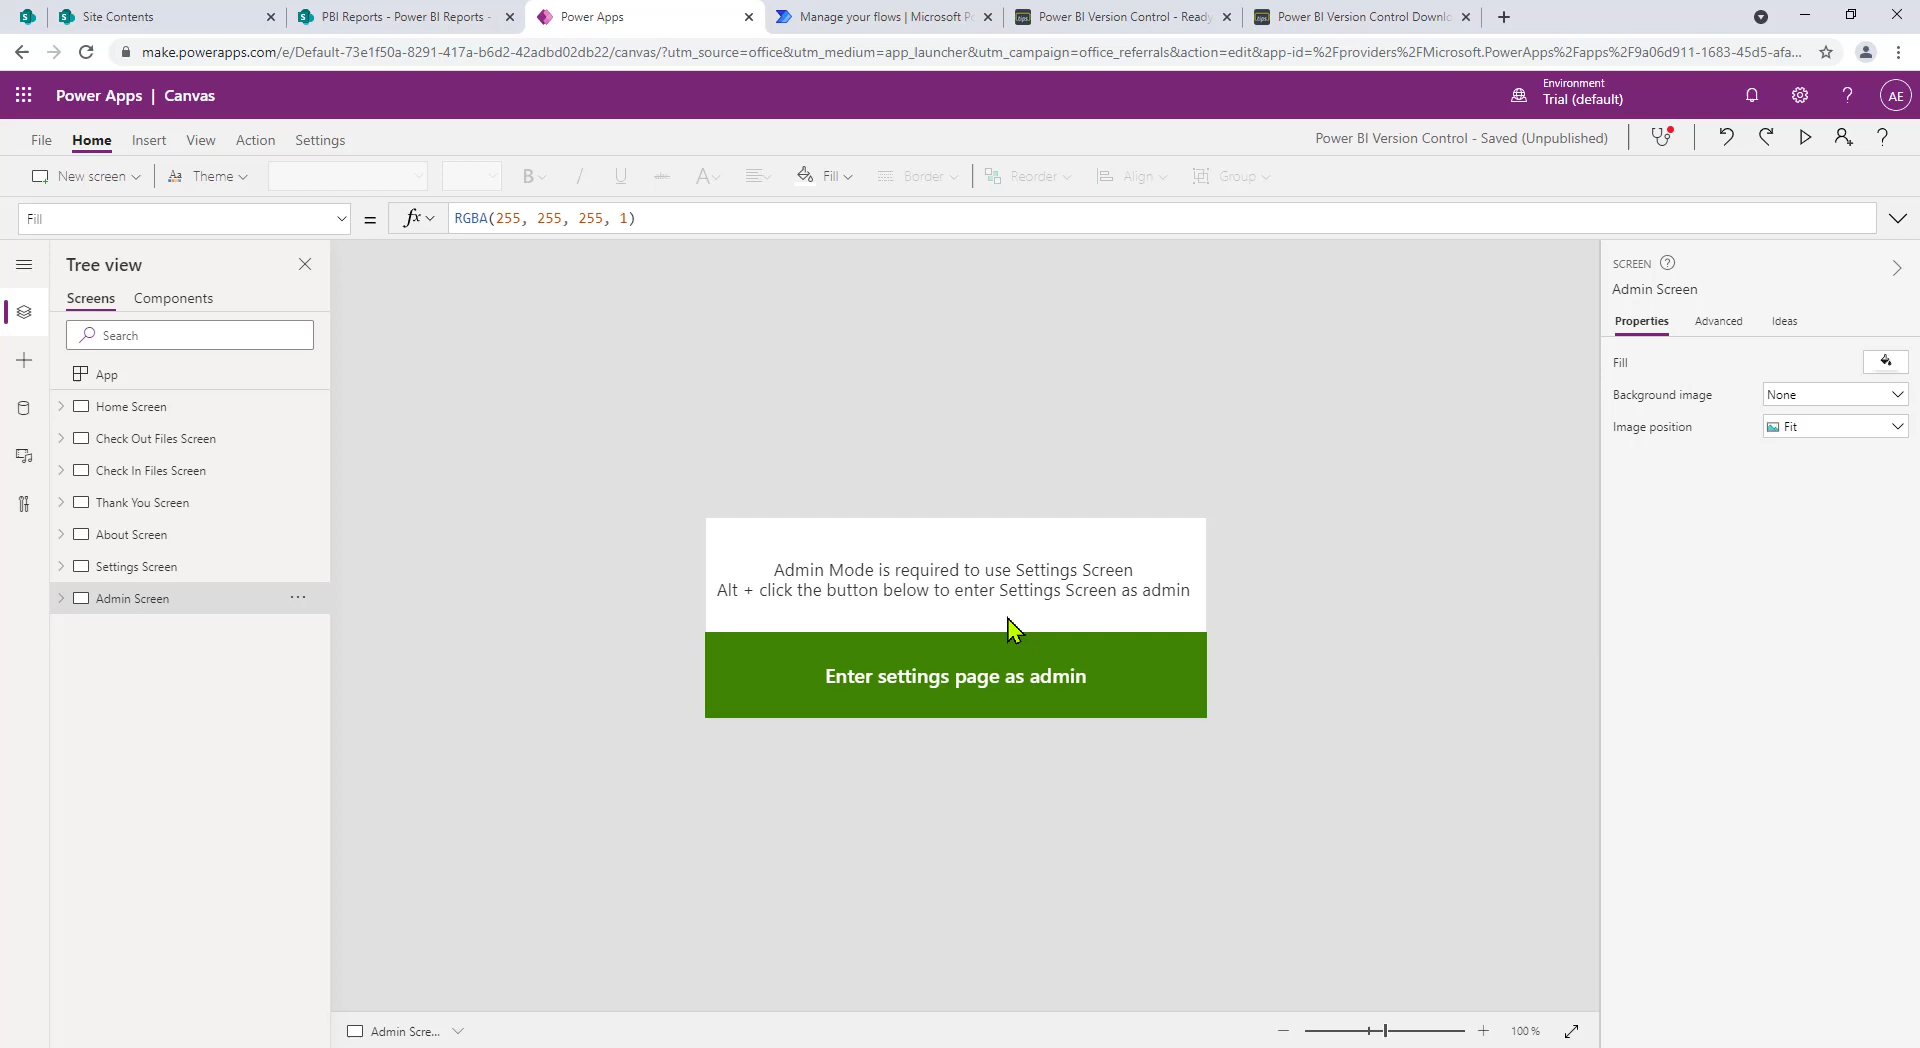 Site Contents
PBI Reports - Power BI Reports -
Power Apps
Manage your flows | Microsoft Po
Power BI Version Control - Ready
Power BI Version Control Downlo
make.powerapps.com/e/Default-73e1f50a-8291-417a-b6d2-42adbd02db22/canvas/?utm_source=office&utm_medium=app_launcher&utm_campaign=office_referrals&action=edit&app-id=%2Fproviders%2FMicrosoft.PowerApps%2Fapps%2F9a06d911-1683-45d5-afa...
Power Apps | Canvas
Environment
Trial (default)
AE
File Home Insert View Action Settings
Power BI Version Control - Saved (Unpublished)
New screen Theme Fill Border Reorder Align Group
Fill = fx RGBA(255, 255, 255, 1)
Tree view
Screens Components
Search
App
Home Screen
Check Out Files Screen
Check In Files Screen
Thank You Screen
About Screen
Settings Screen
Admin Screen
Admin Mode is required to use Settings Screen
Alt + click the button below to enter Settings Screen as admin
Enter settings page as admin
SCREEN
Admin Screen
Properties Advanced Ideas
Fill
Background image None
Image position Fit
Admin Scre...
100 %